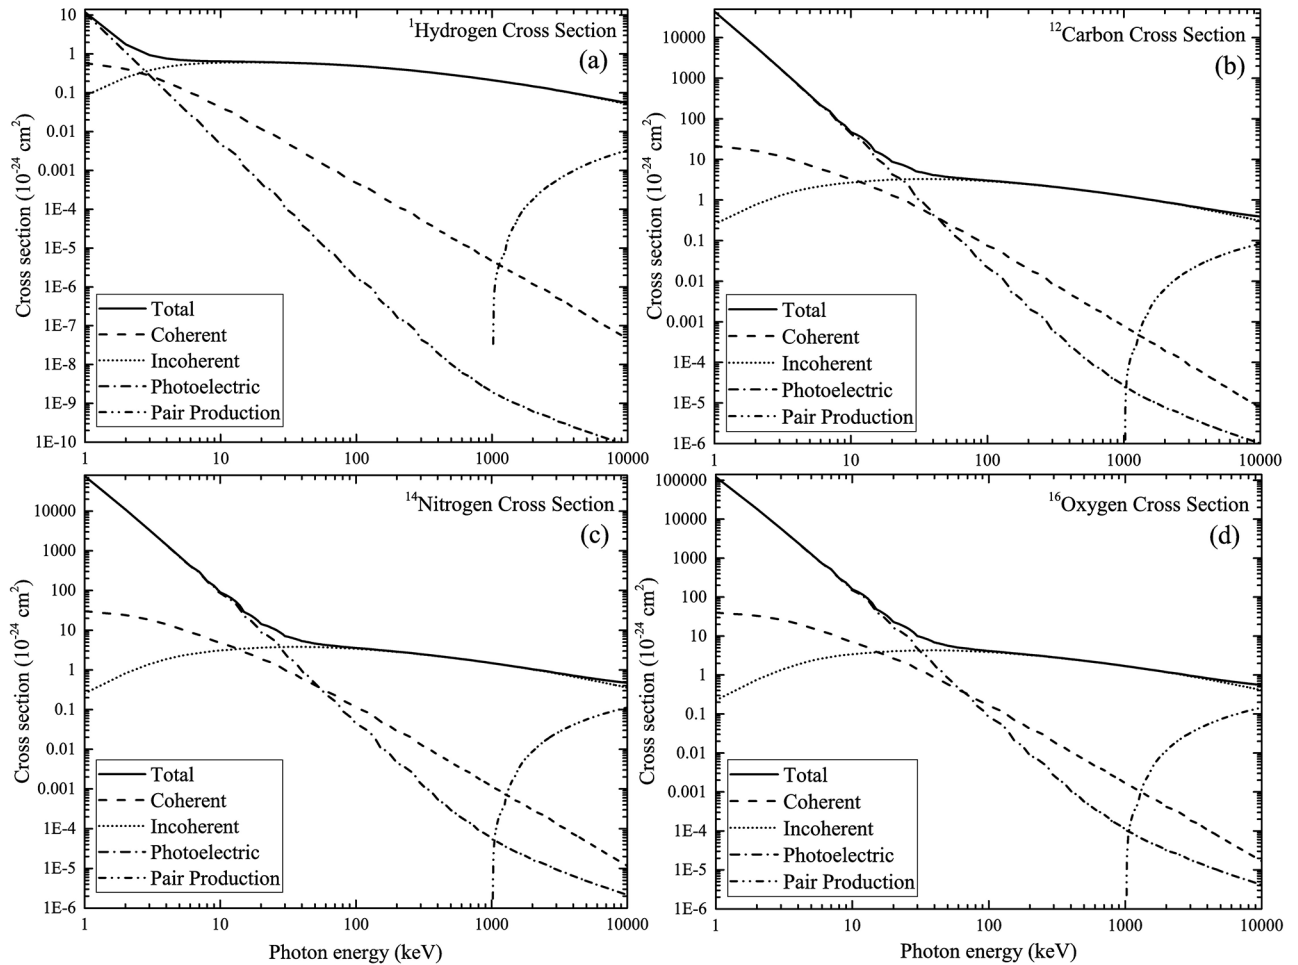 ¹Hydrogen Cross Section
(a)
10
1
0.1
0.01
0.001
1E-4
1E-5
1E-6
1E-7
1E-8
1E-9
1E-10
Cross section (10⁻²⁴ cm²)
Total
Coherent
Incoherent
Photoelectric
Pair Production
1 10 100 1000 10000
¹²Carbon Cross Section
(b)
10000
1000
100
10
1
0.1
0.01
0.001
1E-4
1E-5
1E-6
Cross section (10⁻²⁴ cm²)
Total
Coherent
Incoherent
Photoelectric
Pair Production
1 10 100 1000 10000
¹⁴Nitrogen Cross Section
(c)
10000
1000
100
10
1
0.1
0.01
0.001
1E-4
1E-5
1E-6
Cross section (10⁻²⁴ cm²)
Total
Coherent
Incoherent
Photoelectric
Pair Production
1 10 100 1000 10000
Photon energy (keV)
¹⁶Oxygen Cross Section
(d)
100000
10000
1000
100
10
1
0.1
0.01
0.001
1E-4
1E-5
1E-6
Cross section (10⁻²⁴ cm²)
Total
Coherent
Incoherent
Photoelectric
Pair Production
1 10 100 1000 10000
Photon energy (keV)